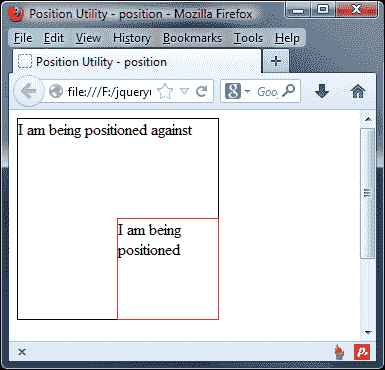 Position Utility - position - Mozilla Firefox
File Edit View History Bookmarks Tools Help
Position Utility - position
file:///F:/jquery
Goo
I am being positioned against
I am being
positioned